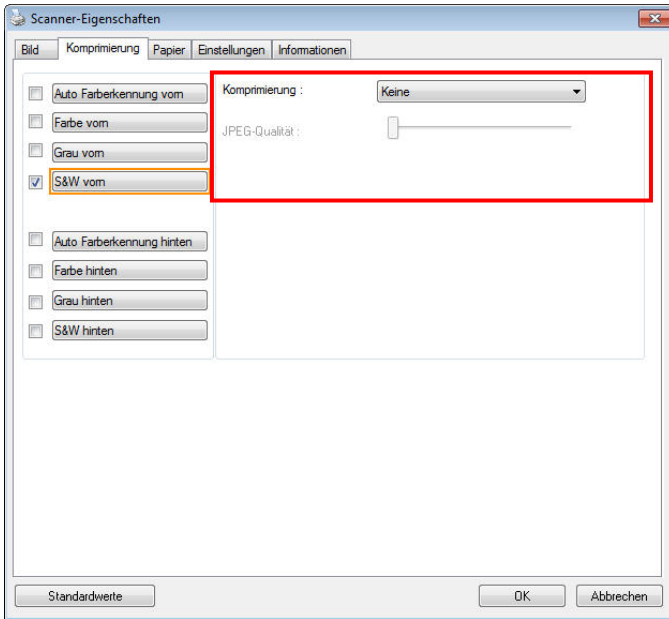 Scanner-Eigenschaften
Bild Komprimierung Papier Einstellungen Informationen
Auto Farberkennung vorn
Farbe vorn
Grau vorn
S&W vorn
Auto Farberkennung hinten
Farbe hinten
Grau hinten
S&W hinten
Komprimierung : Keine
JPEG-Qualität :
Standardwerte OK Abbrechen